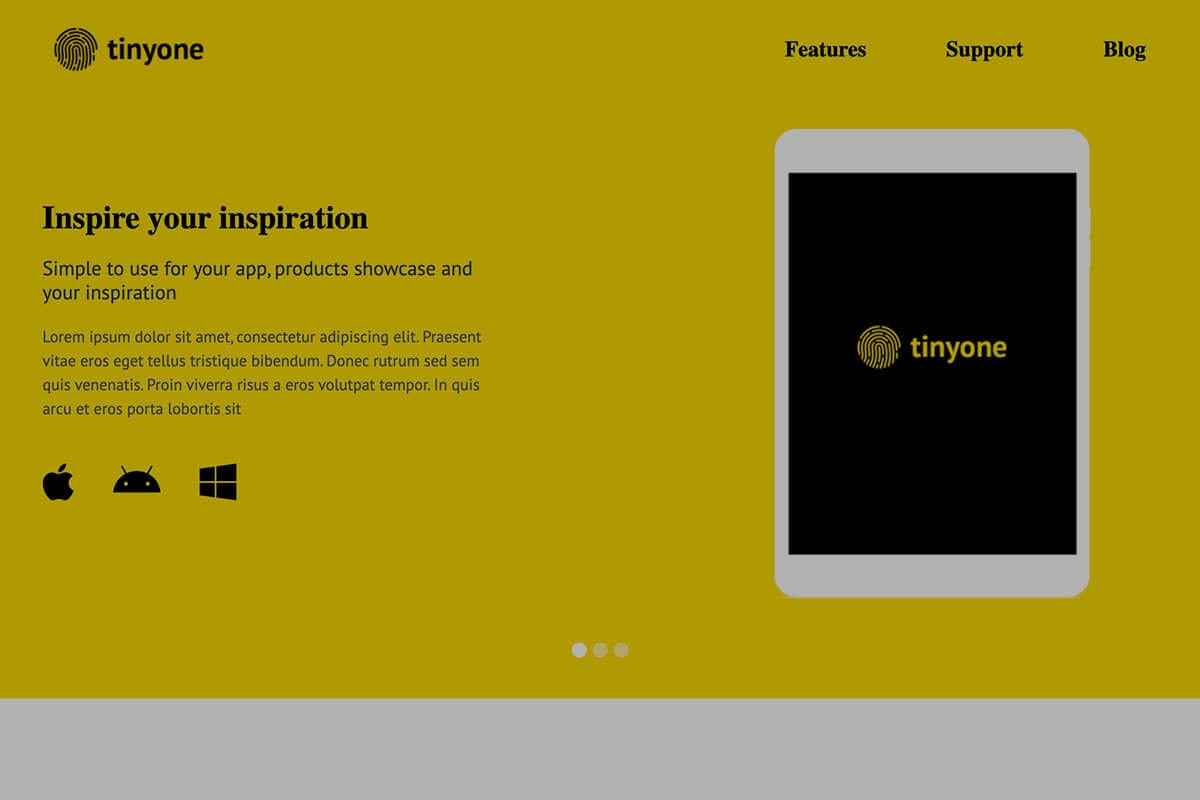 tinyone
Features
Support
Blog
Inspire your inspiration
Simple to use for your app, products showcase and
your inspiration
Lorem ipsum dolor sit amet, consectetur adipiscing elit. Praesent
vitae eros eget tellus tristique bibendum. Donec rutrum sed sem
quis venenatis. Proin viverra risus a eros volutpat tempor. In quis
arcu et eros porta lobortis sit
tinyone